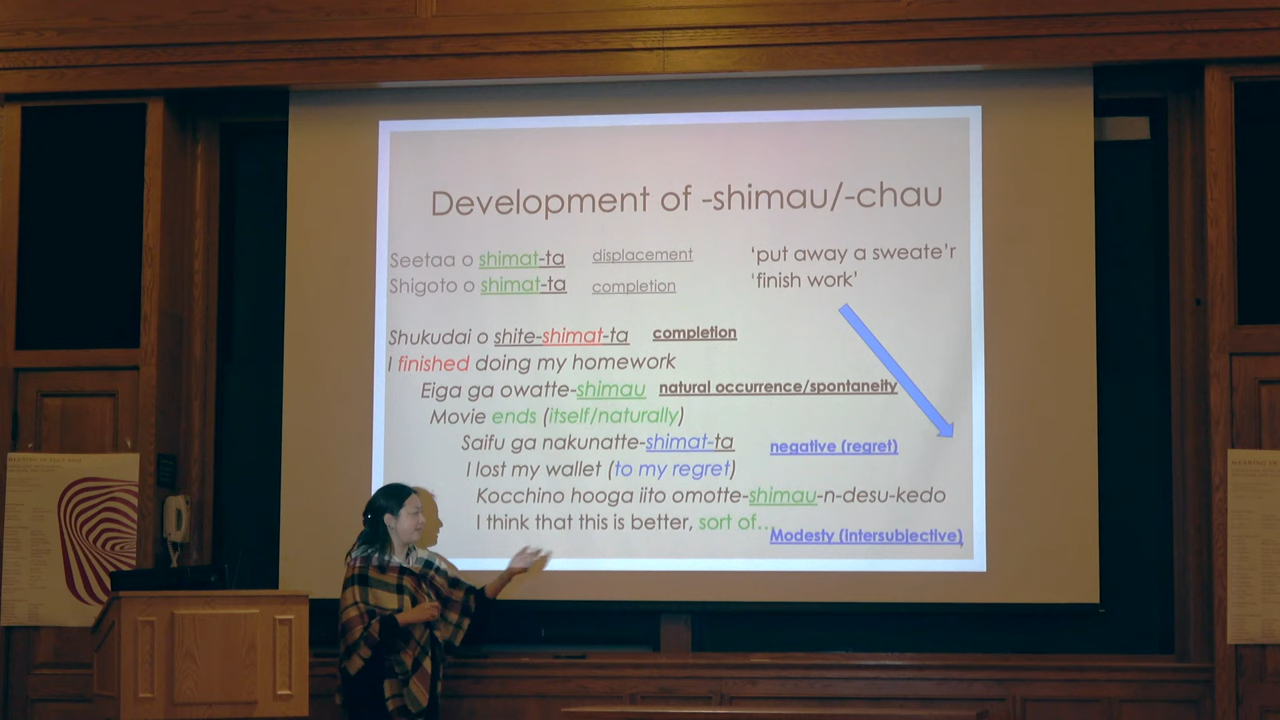 Development of -shimau/-chau
Seetaa o shimat-ta displacement 'put away a sweate'r
Shigoto o shimat-ta completion 'finish work'
Shukudai o shite-shimat-ta completion
I finished doing my homework
Eiga ga owatte-shimau natural occurrence/spontaneity
Movie ends (itself/naturally)
Saifu ga nakunatte-shimat-ta negative (regret)
I lost my wallet (to my regret)
Kocchino hooga iito omotte-shimau-n-desu-kedo
I think that this is better, sort of...
Modesty (intersubjective)